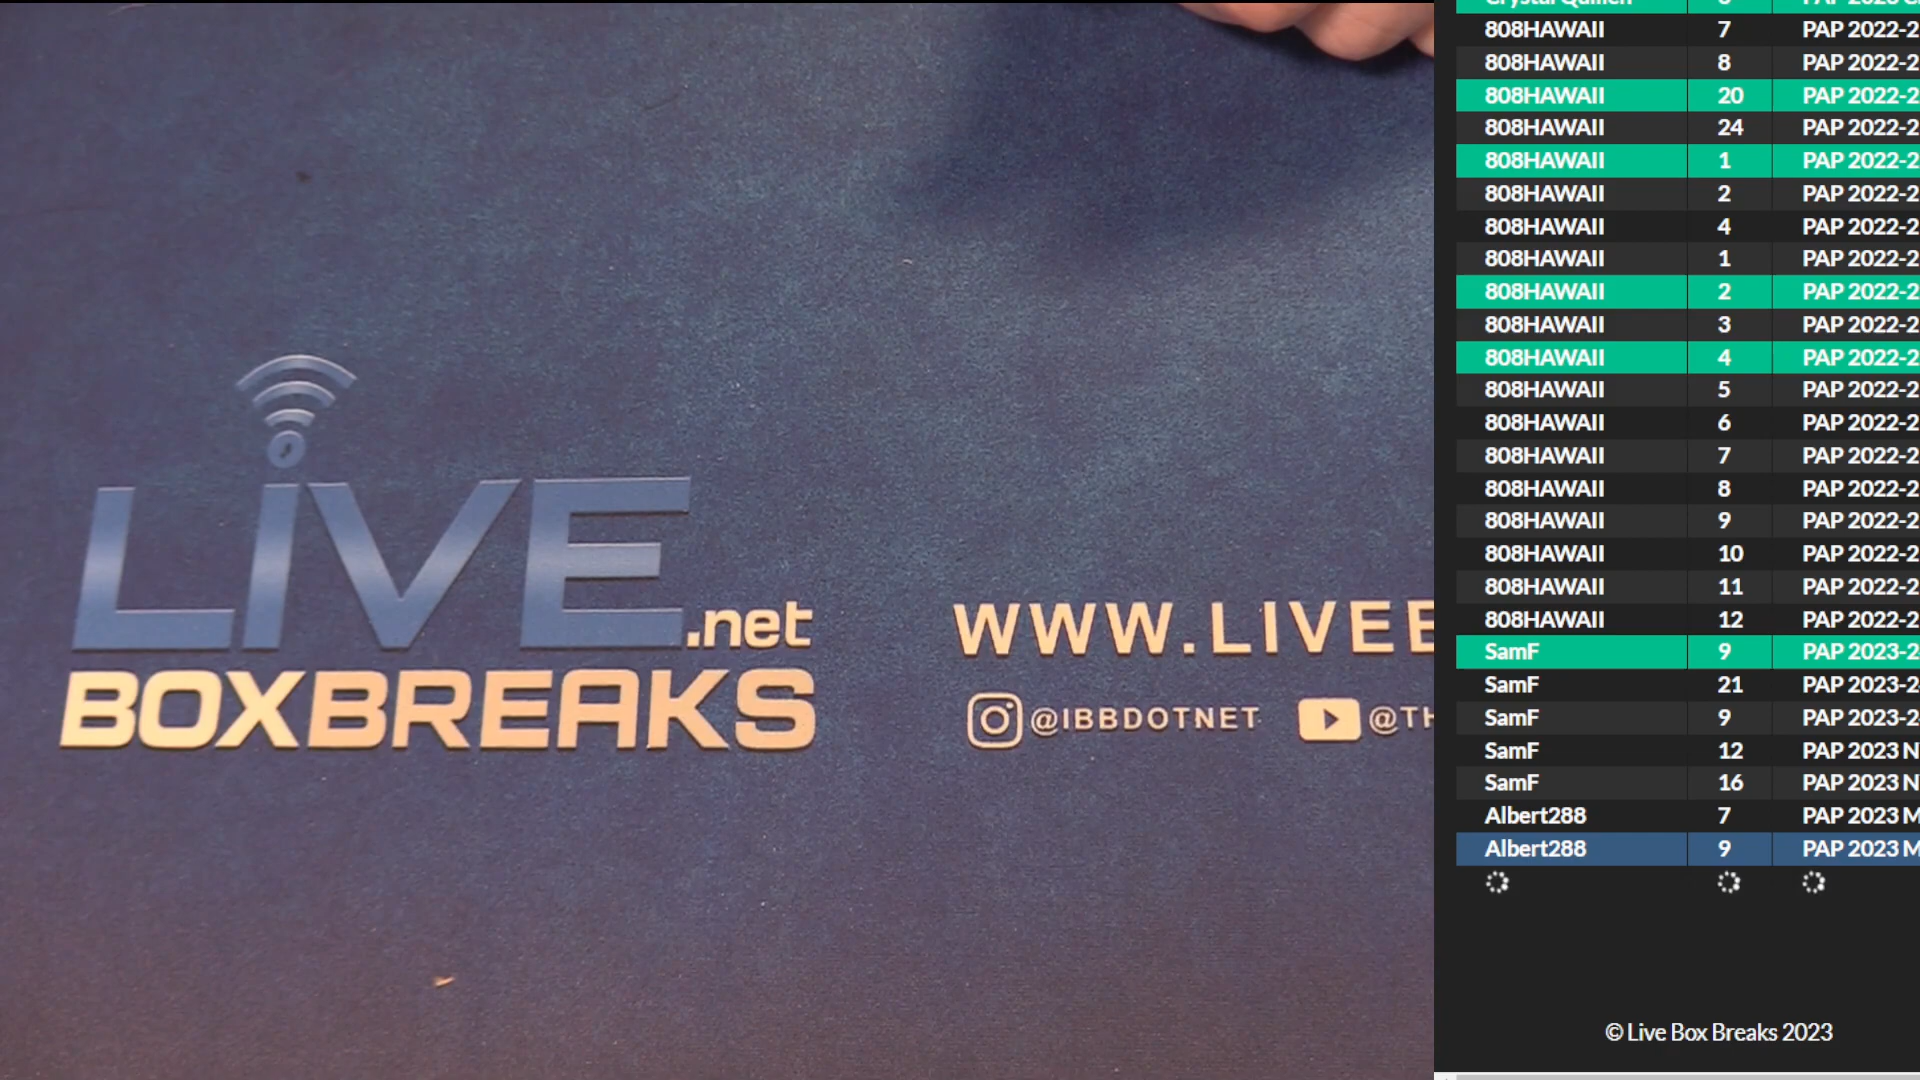 LIVE
.net
BOXBREAKS
WWW.LIVEE
@IBBDOTNET @TH
808HAWAII 7 PAP 2022-2
808HAWAII 8 PAP 2022-2
808HAWAII 20 PAP 2022-2
808HAWAII 24 PAP 2022-2
808HAWAII 1 PAP 2022-2
808HAWAII 2 PAP 2022-2
808HAWAII 4 PAP 2022-2
808HAWAII 1 PAP 2022-2
808HAWAII 2 PAP 2022-2
808HAWAII 3 PAP 2022-2
808HAWAII 4 PAP 2022-2
808HAWAII 5 PAP 2022-2
808HAWAII 6 PAP 2022-2
808HAWAII 7 PAP 2022-2
808HAWAII 8 PAP 2022-2
808HAWAII 9 PAP 2022-2
808HAWAII 10 PAP 2022-2
808HAWAII 11 PAP 2022-2
808HAWAII 12 PAP 2022-2
SamF 9 PAP 2023-2
SamF 21 PAP 2023-2
SamF 9 PAP 2023-2
SamF 12 PAP 2023 N
SamF 16 PAP 2023 N
Albert288 7 PAP 2023 M
Albert288 9 PAP 2023 M
© Live Box Breaks 2023